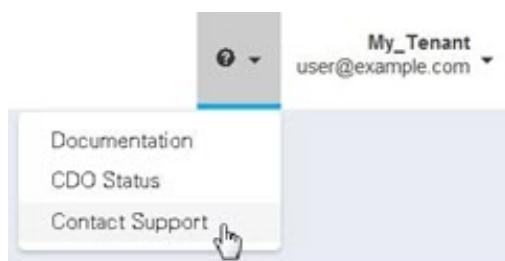 My_Tenant
user@example.com
Documentation
CDO Status
Contact Support